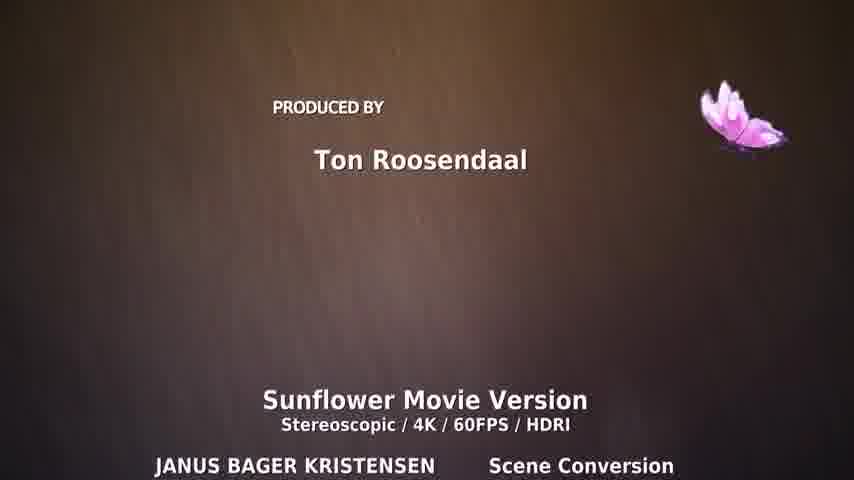 PRODUCED BY
Ton Roosendaal
Sunflower Movie Version
Stereoscopic / 4K / 60FPS / HDRI
JANUS BAGER KRISTENSEN Scene Conversion